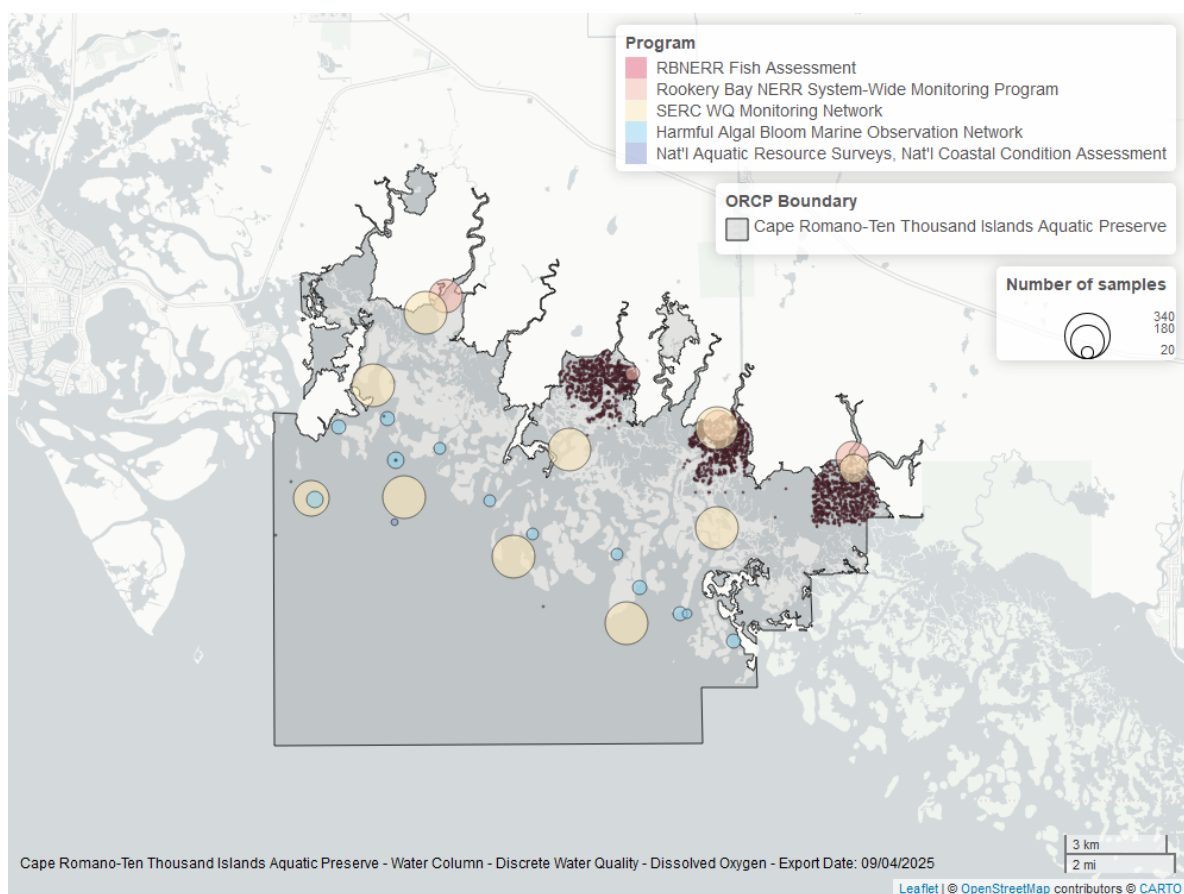 Program
RBNERR Fish Assessment
Rookery Bay NERR System-Wide Monitoring Program
SERC WQ Monitoring Network
Harmful Algal Bloom Marine Observation Network
Nat'l Aquatic Resource Surveys, Nat'l Coastal Condition Assessment
ORCP Boundary
Cape Romano-Ten Thousand Islands Aquatic Preserve
Number of samples
340
180
20
3 km
2 mi
Cape Romano-Ten Thousand Islands Aquatic Preserve - Water Column - Discrete Water Quality - Dissolved Oxygen - Export Date: 09/04/2025
Leaflet | © OpenStreetMap contributors © CARTO